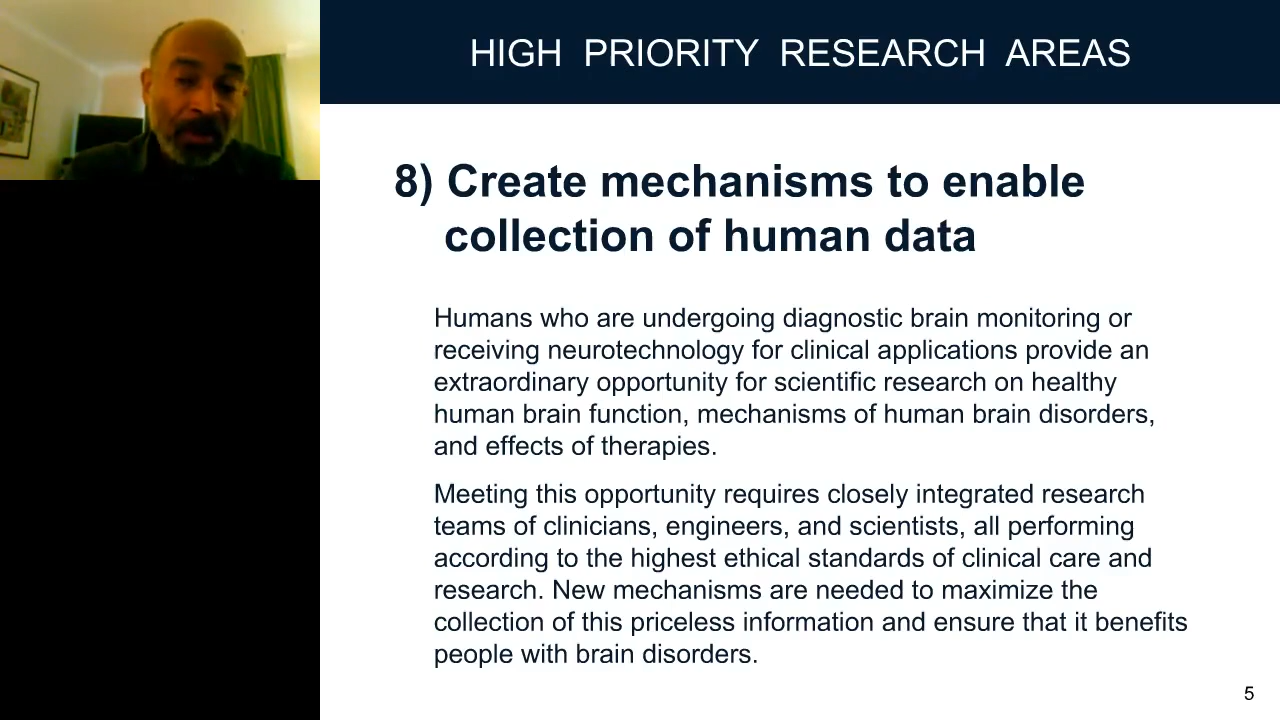 HIGH PRIORITY RESEARCH AREAS
8) Create mechanisms to enable
collection of human data
Humans who are undergoing diagnostic brain monitoring or
receiving neurotechnology for clinical applications provide an
extraordinary opportunity for scientific research on healthy
human brain function, mechanisms of human brain disorders,
and effects of therapies.
Meeting this opportunity requires closely integrated research
teams of clinicians, engineers, and scientists, all performing
according to the highest ethical standards of clinical care and
research. New mechanisms are needed to maximize the
collection of this priceless information and ensure that it benefits
people with brain disorders.
5